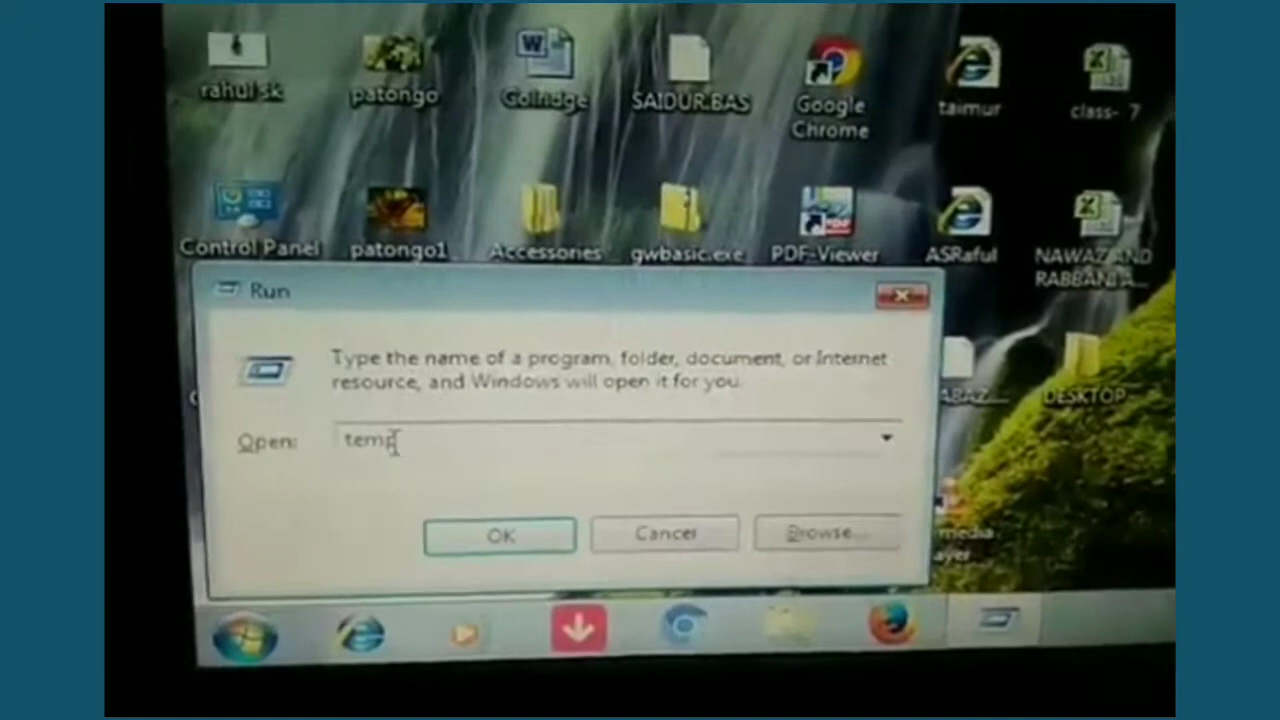 rahul sk
patongo
Golridge
SAIDUR.BAS
Google
Chrome
taimur
class- 7
Control Panel
patongo1
Accessories
gwbasic.exe
PDF-Viewer
ASRaful
NAWAZ AND
RABBANI A...
Run
Type the name of a program, folder, document, or Internet
resource, and Windows will open it for you.
Open:
temp
OK
Cancel
Browse...
DESKTOP
media